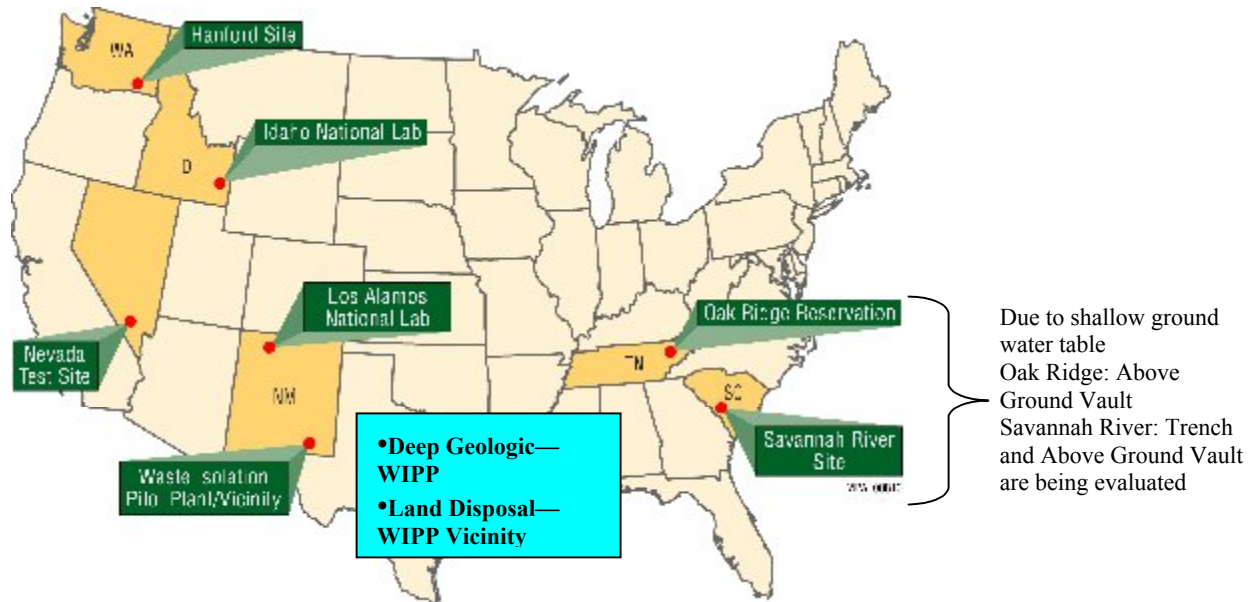 WA
Hanford Site
Idaho National Lab
D
Los Alamos
National Lab
Oak Ridge Reservation
TN
Nevada
Test Site
NM
SC
Savannah River
Site
Waste solation
Pilo Plant/Vicinity
•Deep Geologic—
WIPP
•Land Disposal—
WIPP Vicinity
Due to shallow ground
water table
Oak Ridge: Above
Ground Vault
Savannah River: Trench
and Above Ground Vault
are being evaluated